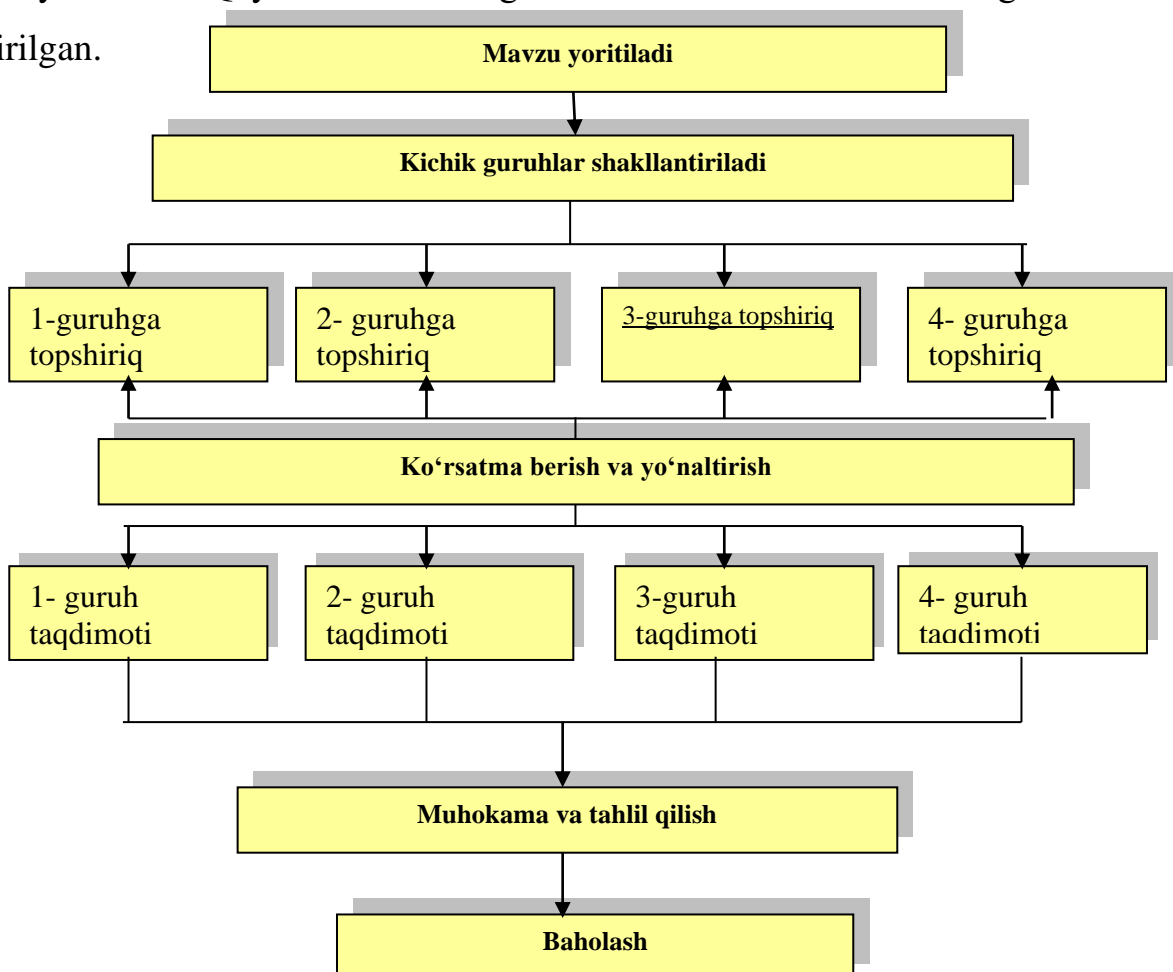 irilgan.
Mavzu yoritiladi
Kichik guruhlar shakllantiriladi
1-guruhga
topshiriq
2- guruhga
topshiriq
3-guruhga topshiriq
4- guruhga
topshiriq
Ko‘rsatma berish va yo‘naltirish
1- guruh
taqdimoti
2- guruh
taqdimoti
3-guruh
taqdimoti
4- guruh
taqdimoti
Muhokama va tahlil qilish
Baholash